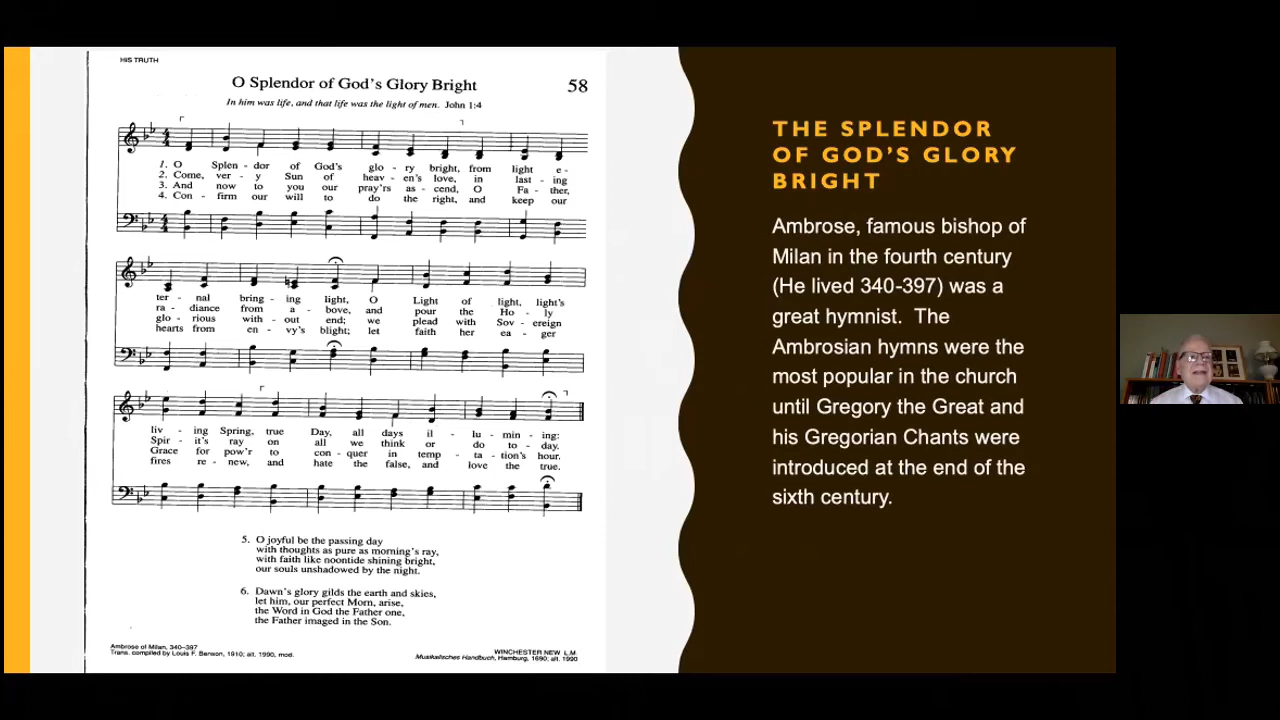 HIS TRUTH
O Splendor of God's Glory Bright
58
In him was life, and that life was the light of men. John 1:4
1. O Splen - dor of God's glo - ry bright, from light e -
2. Come, ver - y Sun of heav - en's love, in last - ing
3. And now to you our pray'rs as - cend, O Fa - ther,
4. Con - firm our will to do the right, and keep our
ter - nal bring - ing light, O Light of light, light's
ra - diance from a - bove, and pour the Ho - ly
glo - rious with - out end; we plead with Sov - ereign
hearts from en - vy's blight; let faith her ea - ger
liv - ing Spring, true Day, all days il - lu - min - ing:
Spir - it's ray on all we think or do to - day.
Grace for pow'r to con - quer in temp - ta - tion's hour.
fires re - new, and hate the false, and love the true.
5. O joyful be the passing day
with thoughts as pure as morning's ray,
with faith like noontide shining bright,
our souls unshadowed by the night.
6. Dawn's glory gilds the earth and skies,
let him, our perfect Morn, arise,
the Word in God the Father one,
the Father imaged in the Son.
Ambrose of Milan, 340-397
Trans. compiled by Louis F. Benson, 1910; alt. 1990, mod.
WINCHESTER NEW L.M.
Musikalisches Handbuch, Hamburg, 1690; alt. 1990
THE SPLENDOR
OF GOD'S GLORY
BRIGHT
Ambrose, famous bishop of
Milan in the fourth century
(He lived 340-397) was a
great hymnist. The
Ambrosian hymns were the
most popular in the church
until Gregory the Great and
his Gregorian Chants were
introduced at the end of the
sixth century.